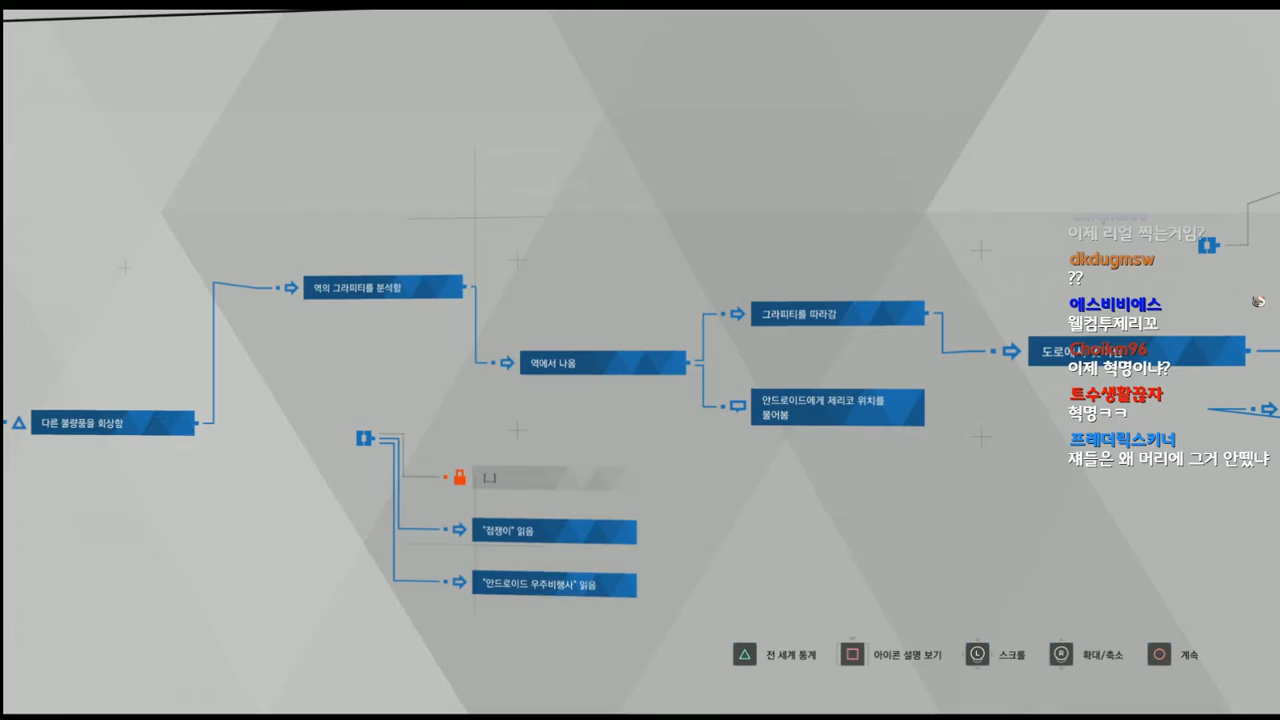 역의 그라피티를 분석함
그라피티를 따라감
역에서 나옴
안드로이드에게 제리코 위치를
물어봄
다른 불량품을 회상함
[...]
"점쟁이" 읽음
"안드로이드 우주비행사" 읽음
이제 리얼 찍는거임?
dkdugmsw
??
에스비비에스
웰컴투제리꼬
Choikm96
이제 혁명이냐?
트수생활끊자
혁명ㅋㅋ
프레더릭스키너
쟤들은 왜 머리에 그거 안뗐냐
전 세계 통계
아이콘 설명 보기
L 스크롤
R 확대/축소
계속